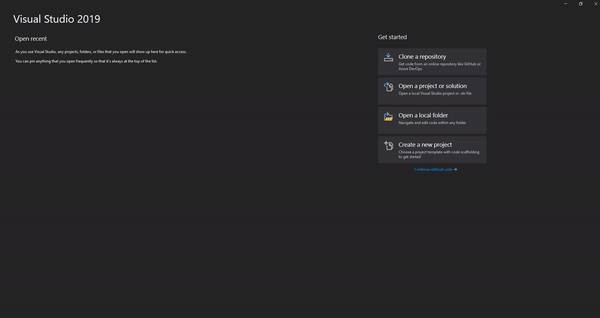 Visual Studio 2019
Open recent
As you use Visual Studio, any projects, folders, or files that you open will show up here for quick access.
You can pin anything that you open frequently so that it's always at the top of the list.
Get started
Clone a repository
Get code from an online repository like GitHub or
Azure DevOps
Open a project or solution
Open a local Visual Studio project or .sln file
Open a local folder
Navigate and edit code within any folder
Create a new project
Choose a project template with code scaffolding
to get started
Continue without code →